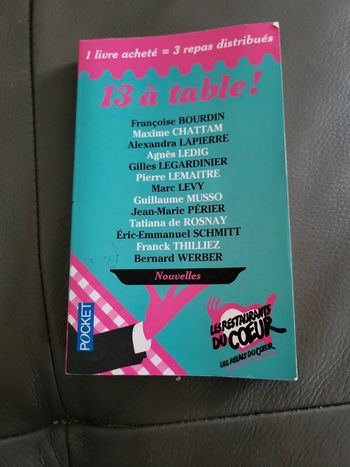 1 livre acheté = 3 repas distribués
13 à table !
Françoise BOURDIN
Maxime CHATTAM
Alexandra LAPIERRE
Agnès LEDIG
Gilles LEGARDINIER
Pierre LEMAITRE
Marc LEVY
Guillaume MUSSO
Jean-Marie PÉRIER
Tatiana de ROSNAY
Éric-Emmanuel SCHMITT
Franck THILLIEZ
Bernard WERBER
Nouvelles
POCKET
LES RESTAURANTS
DU CŒUR
LES RELAIS DU CŒUR